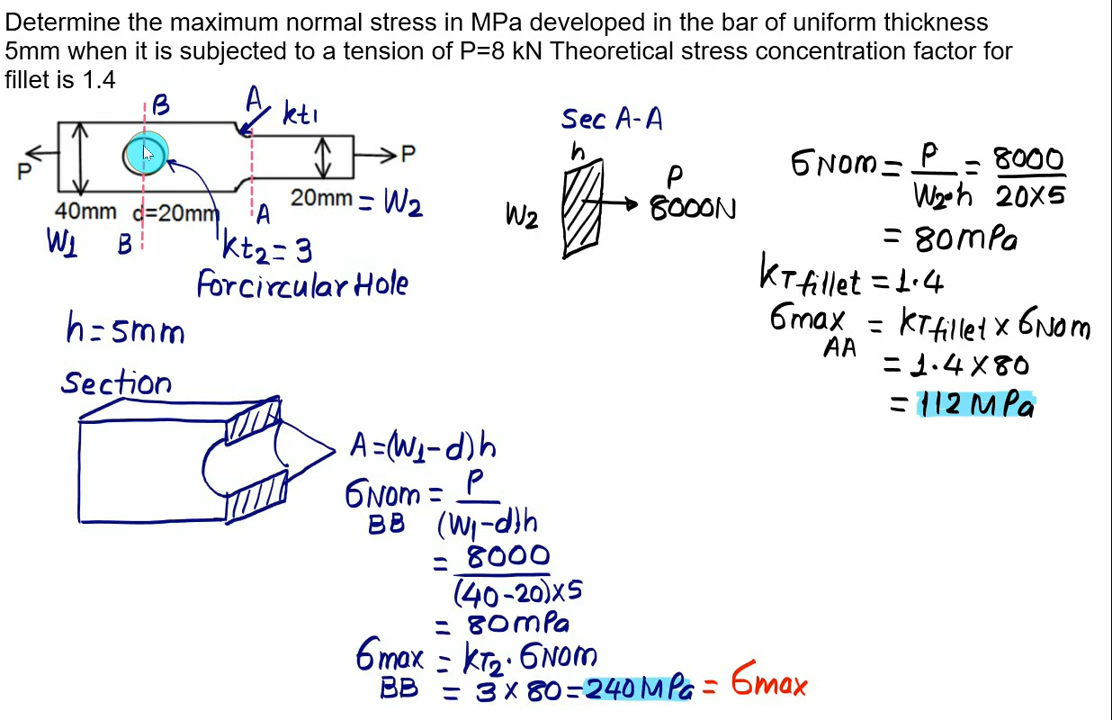 Determine the maximum normal stress in MPa developed in the bar of uniform thickness
5mm when it is subjected to a tension of P=8 kN Theoretical stress concentration factor for
fillet is 1.4
B
A
kt1
P
P
40mm
d=20mm
A
20mm = W2
W1
B
kt2 = 3
For circular Hole
h = 5mm
Section
A = (W1-d)h
σNom = P
BB (W1-d)h
= 8000
(40-20)x5
= 80mPa
σmax = kT2 . σNom
BB = 3 x 80 = 240 MPa = σmax
Sec A-A
h
W2
P
8000N
σNom = P = 8000
W2•h 20x5
= 80mPa
kT fillet = 1.4
σmax = kT fillet x σNom
AA
= 1.4 x 80
= 112 MPa